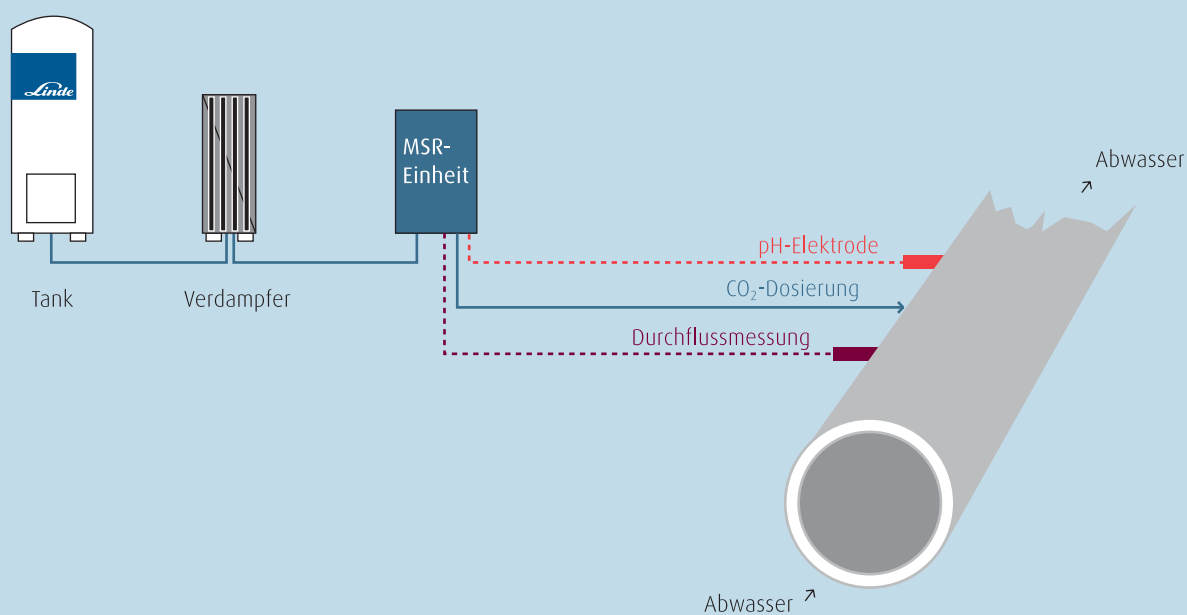 Linde
MSR-
Einheit
Abwasser
pH-Elektrode
CO₂-Dosierung
Tank
Verdampfer
Durchflussmessung
Abwasser